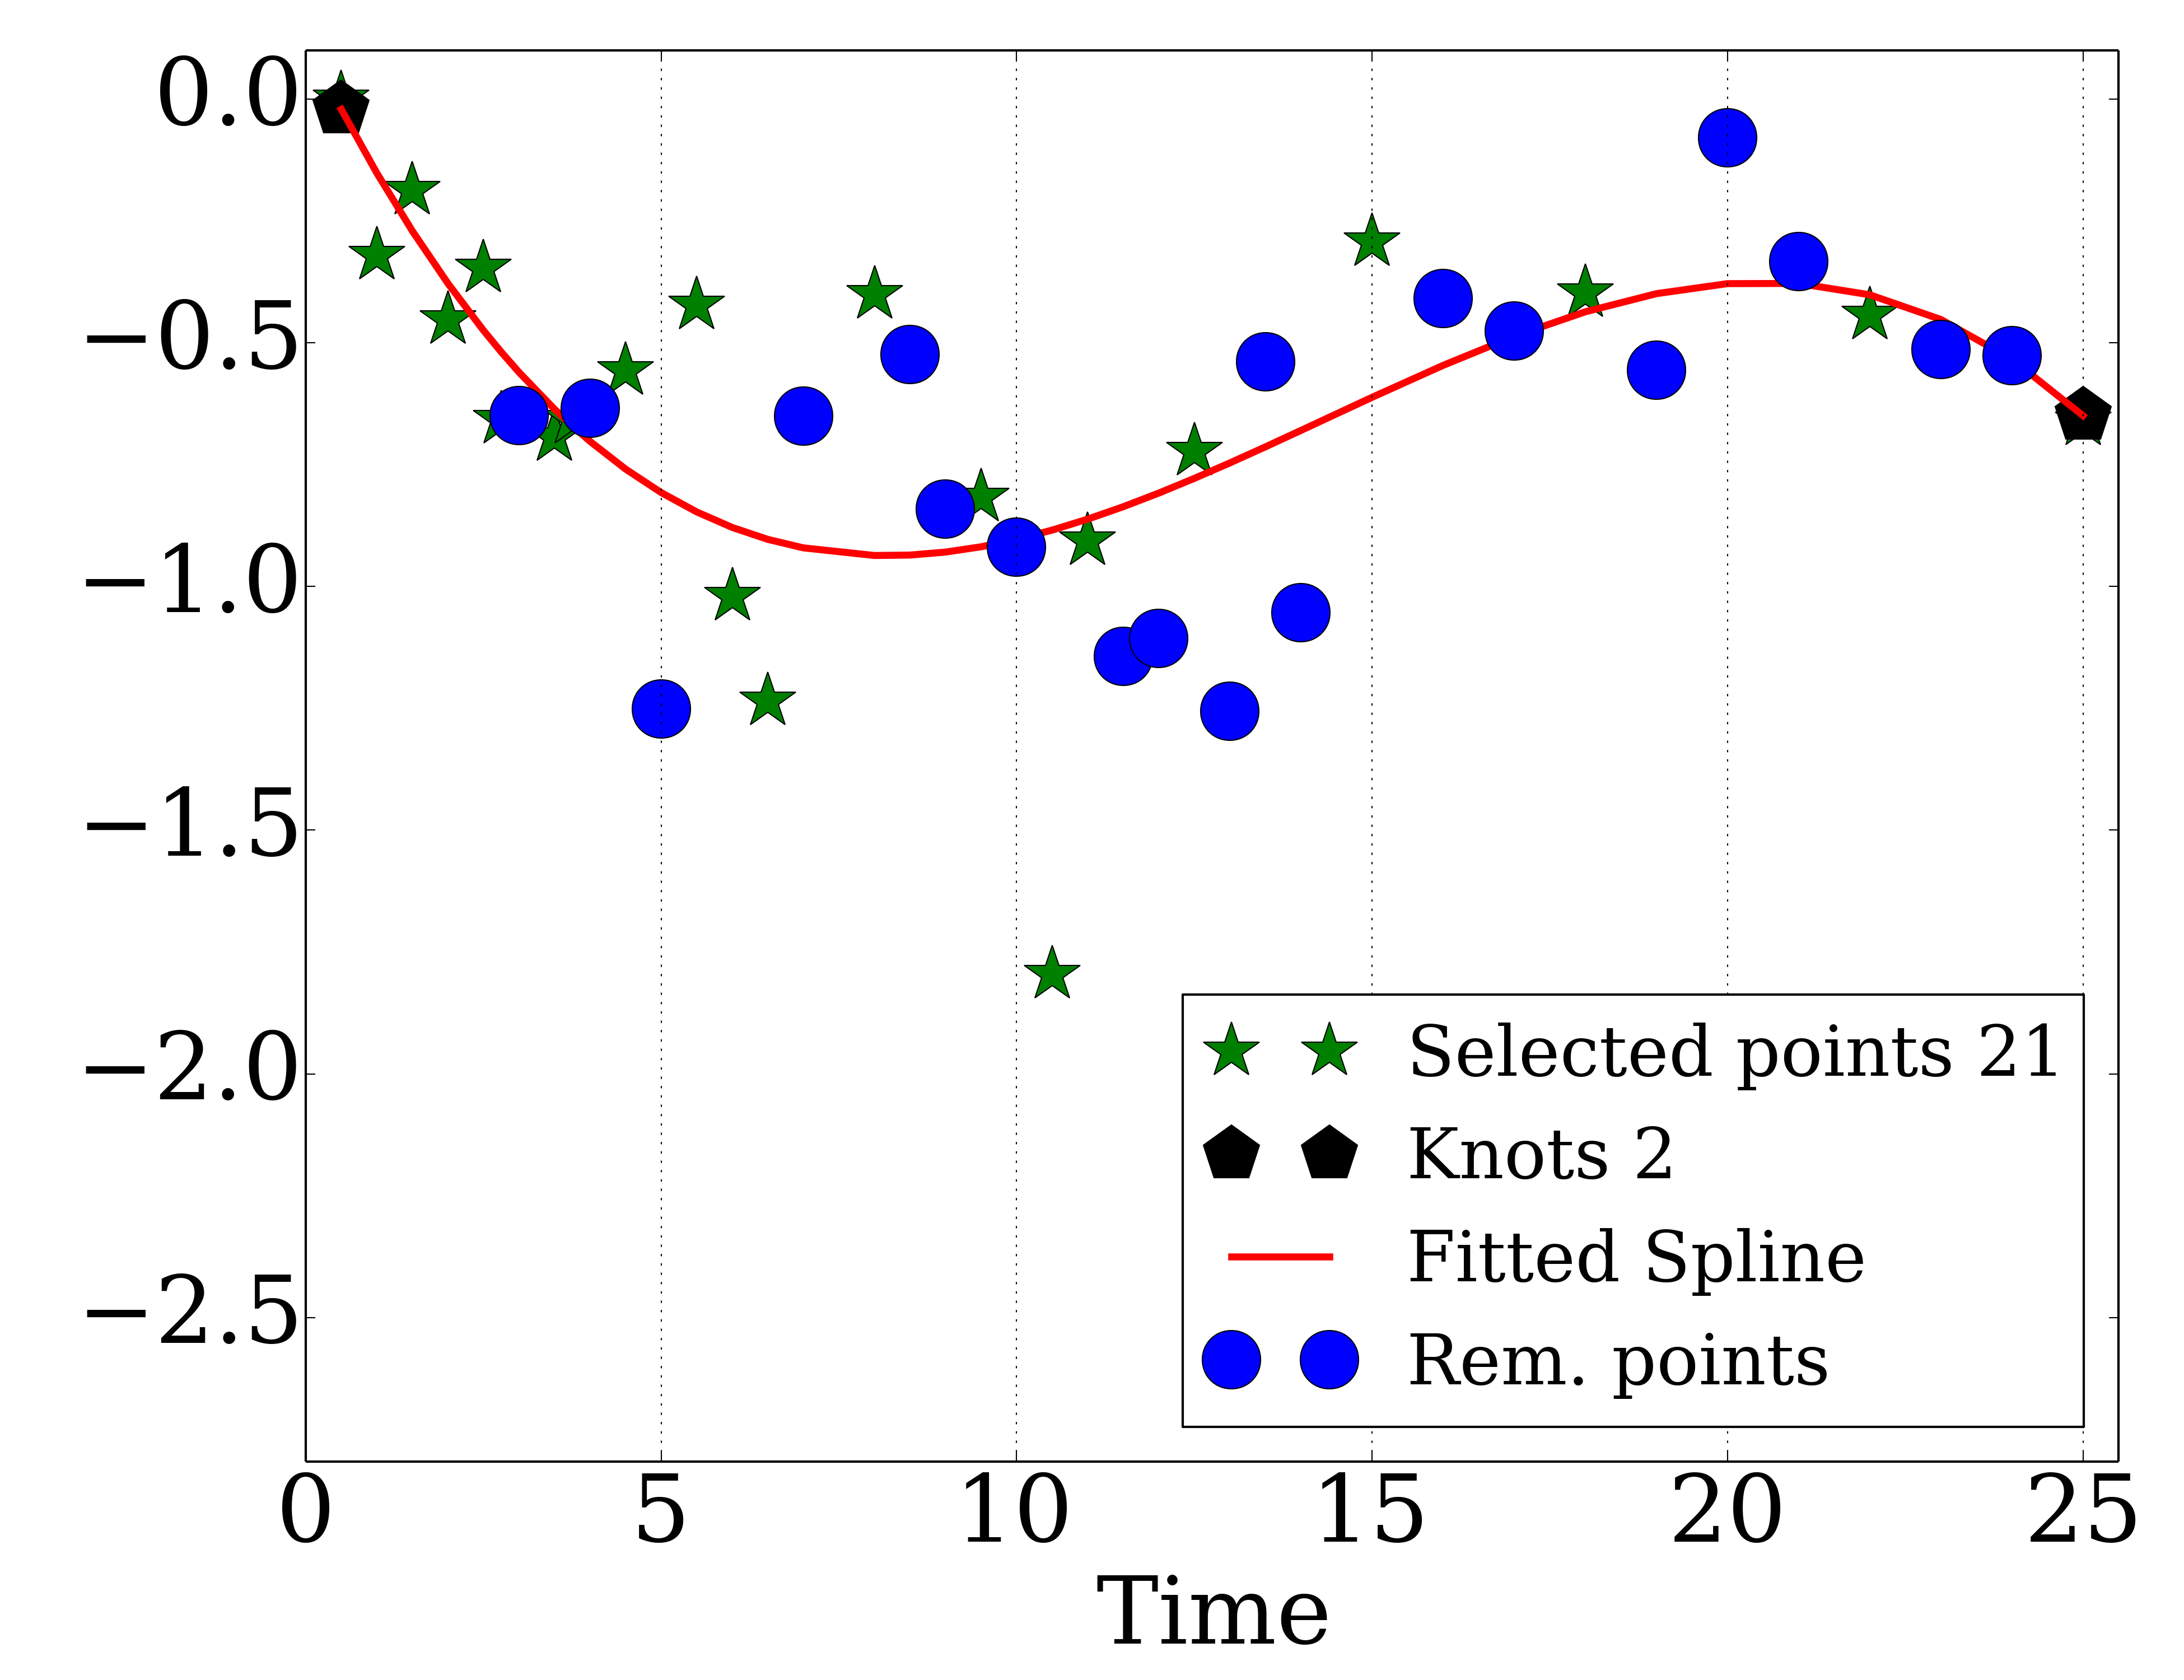 0.0
−0.5
−1.0
−1.5
−2.0
−2.5
Selected points 21
Knots 2
Fitted Spline
Rem. points
0 5 10 15 20 25
Time